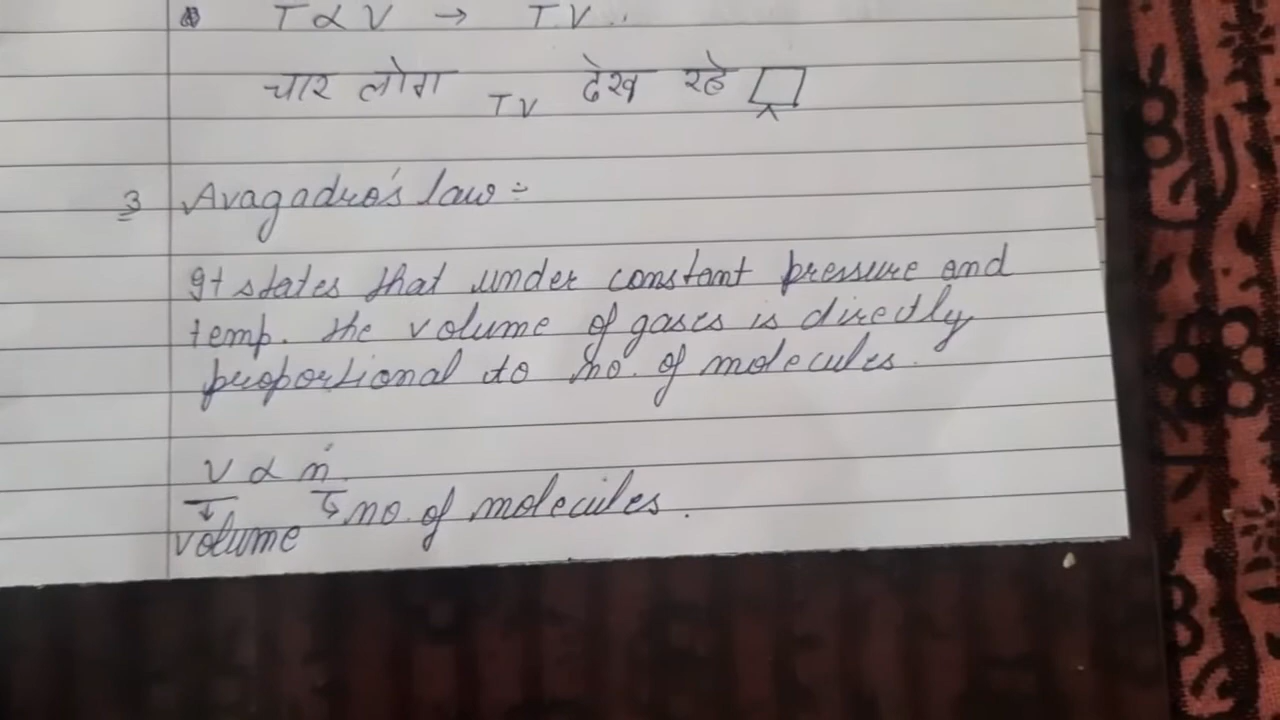 T α V → TV.
चार लोग TV देख रहे
3 Avagadro's law :-
It states that under constant pressure and
temp. the volume of gases is directly
proportional to no. of molecules.
V α n
volume no. of molecules.